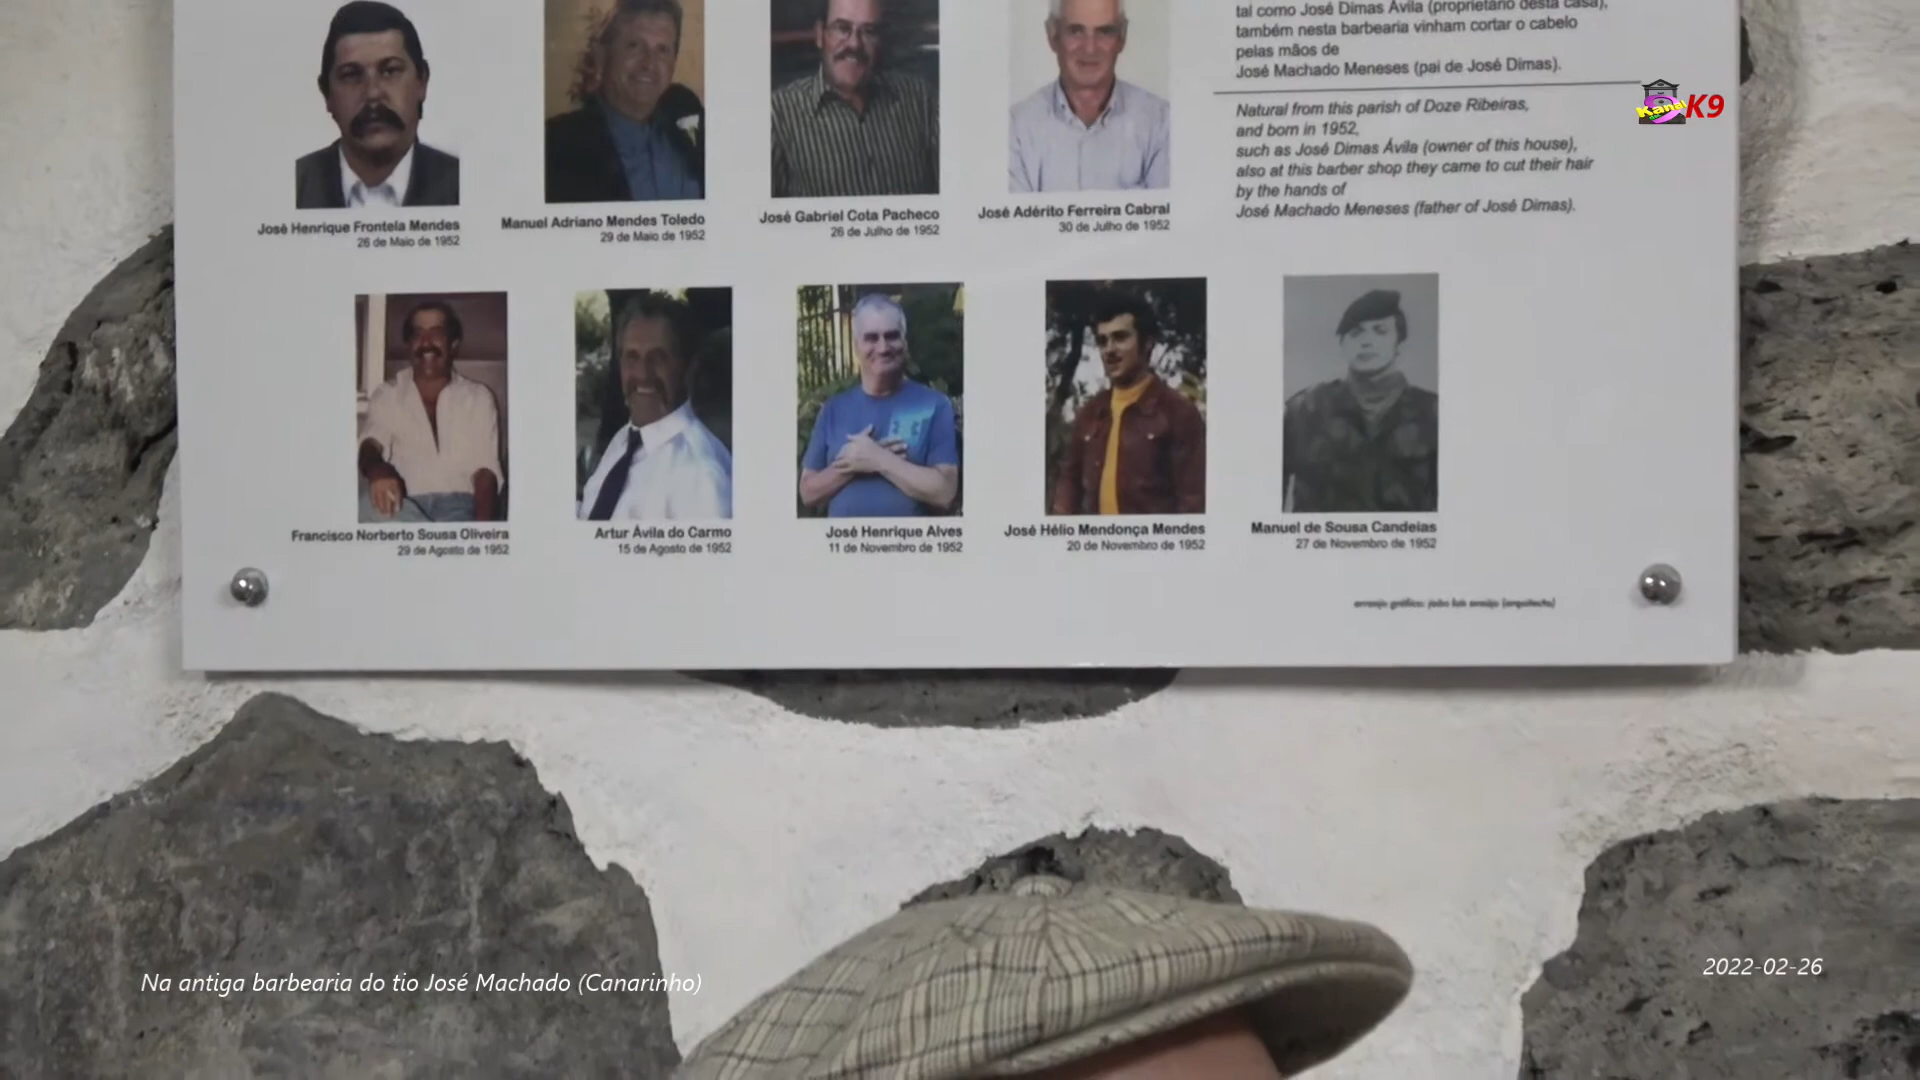 tal como José Dimas Ávila (proprietário desta casa),
também nesta barbearia vinham cortar o cabelo
pelas mãos de
José Machado Meneses (pai de José Dimas).
Natural from this parish of Doze Ribeiras,
and born in 1952,
such as José Dimas Ávila (owner of this house),
also at this barber shop they came to cut their hair
by the hands of
José Machado Meneses (father of José Dimas).
Kanal
K9
José Henrique Frontela Mendes
26 de Maio de 1952
Manuel Adriano Mendes Toledo
29 de Maio de 1952
José Gabriel Cota Pacheco
26 de Julho de 1952
José Adérito Ferreira Cabral
30 de Julho de 1952
Francisco Norberto Sousa Oliveira
29 de Agosto de 1952
Artur Ávila do Carmo
15 de Agosto de 1952
José Henrique Alves
11 de Novembro de 1952
José Hélio Mendonça Mendes
20 de Novembro de 1952
Manuel de Sousa Candeias
27 de Novembro de 1952
arranjo gráfico: joão luís araújo (arquitecto)
Na antiga barbearia do tio José Machado (Canarinho)
2022-02-26